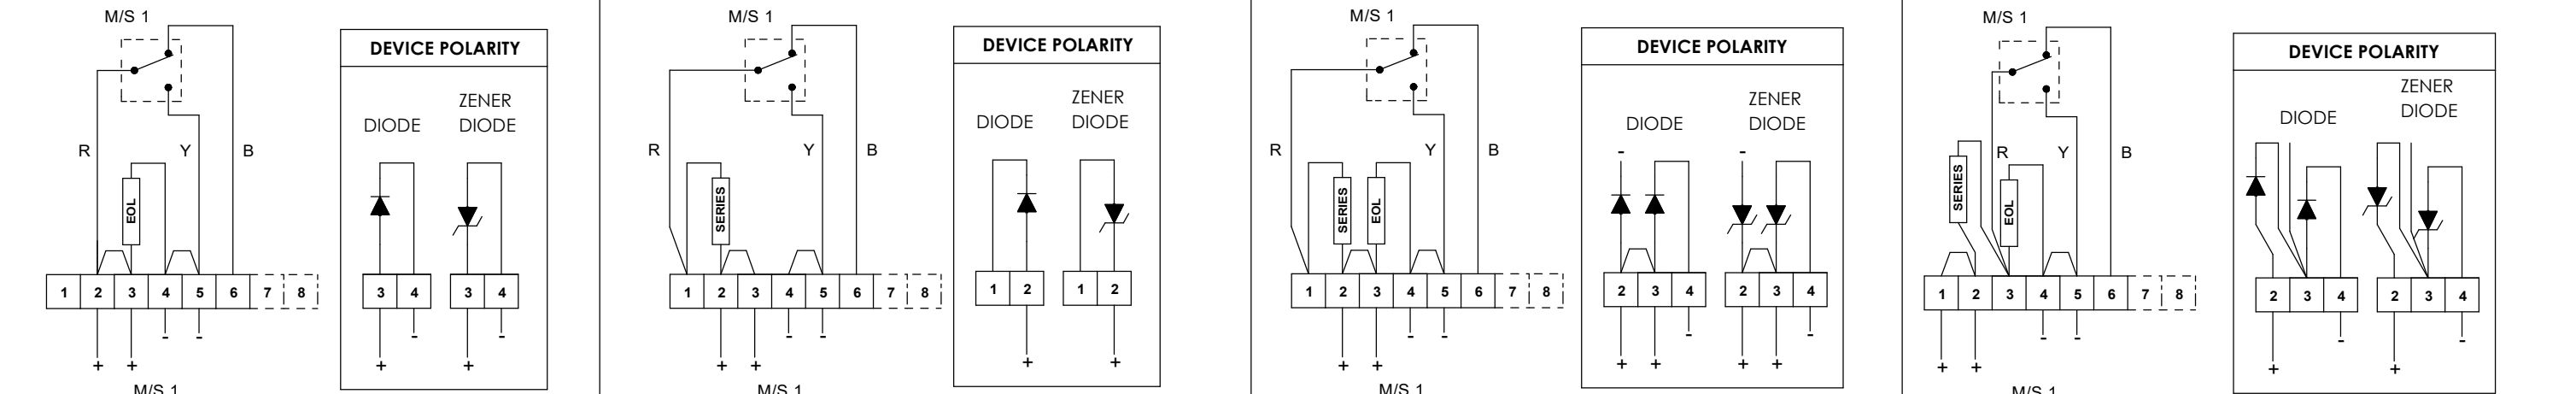 M/S 1
R
EOL
Y
B
1 2 3 4 5 6 7 8
+ + - -
M/S 1
DEVICE POLARITY
DIODE
ZENER
DIODE
3 4
3 4
+ -
+ -
M/S 1
R
SERIES
Y
B
1 2 3 4 5 6 7 8
+ + - -
M/S 1
DEVICE POLARITY
DIODE
ZENER
DIODE
1 2
1 2
+
+
M/S 1
R
SERIES
EOL
Y
B
1 2 3 4 5 6 7 8
+ + - -
M/S 1
DEVICE POLARITY
DIODE
ZENER
DIODE
-
-
2 3 4
2 3 4
+ + -
+ + -
M/S 1
SERIES
R
EOL
Y
B
1 2 3 4 5 6 7 8
+ + - -
M/S 1
DEVICE POLARITY
DIODE
ZENER
DIODE
2 3 4
2 3 4
+ -
+ -